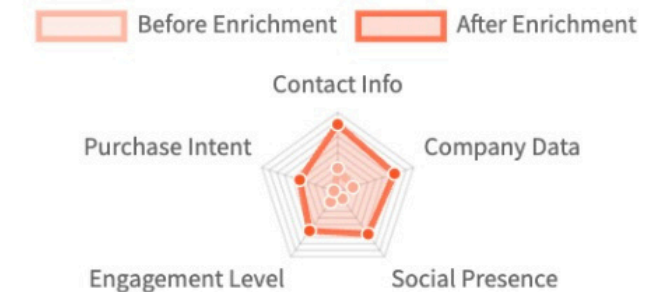 Before Enrichment After Enrichment
Contact Info
Purchase Intent Company Data
Engagement Level Social Presence